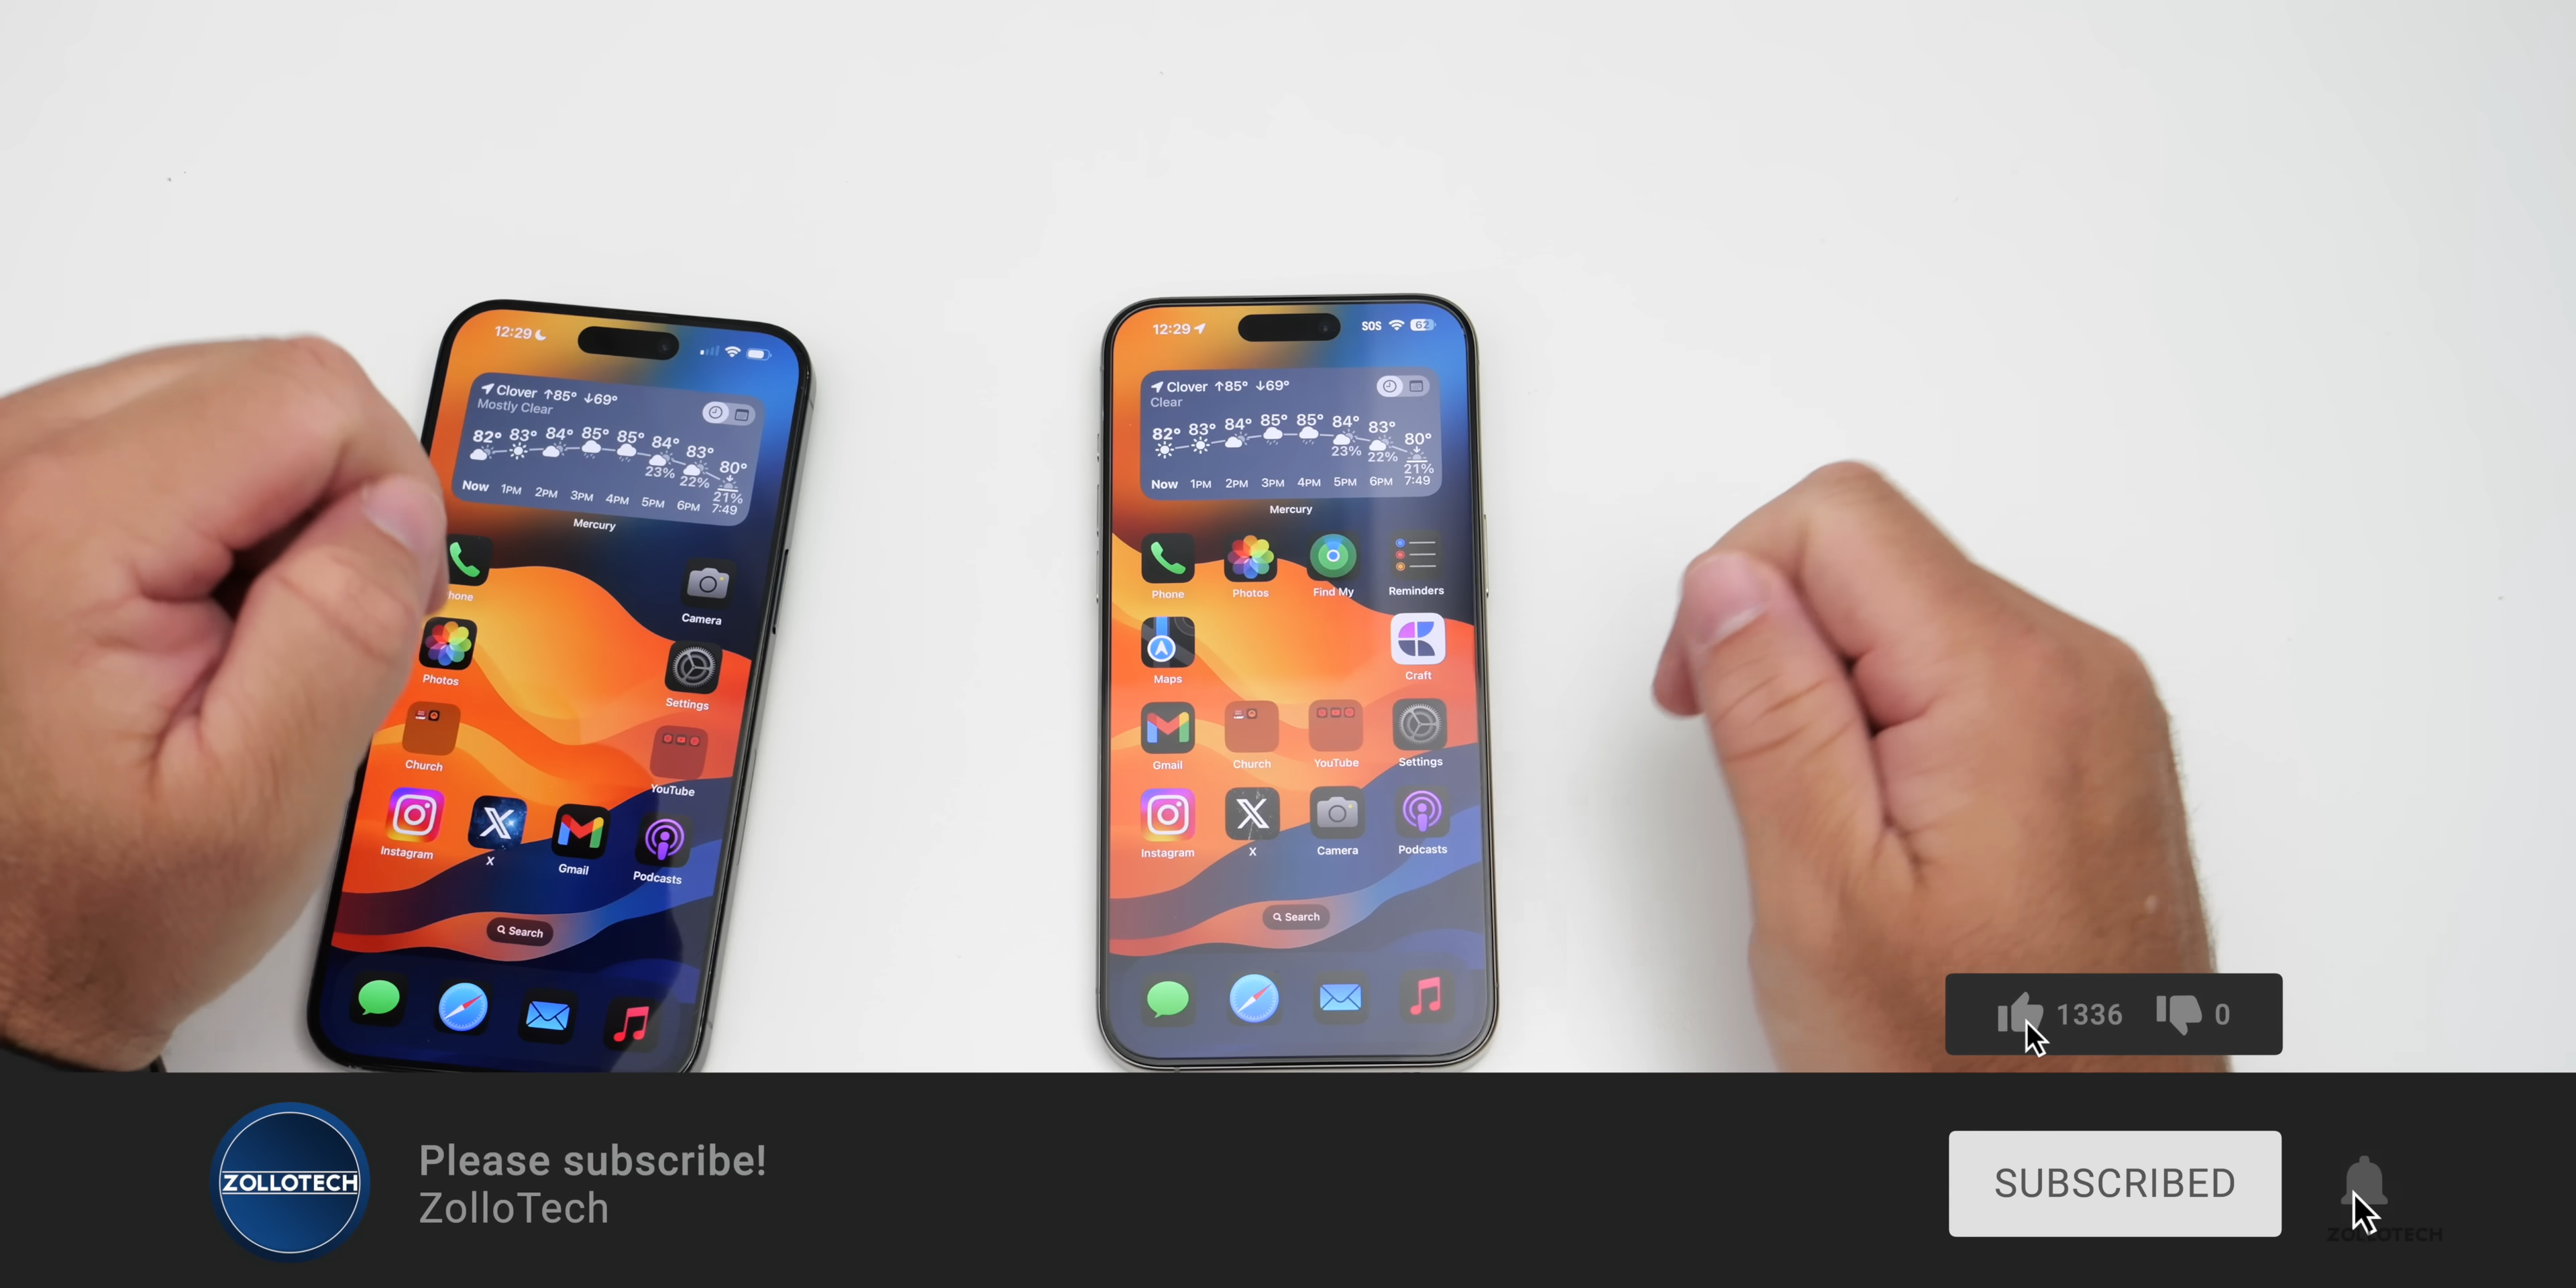 12:29
Clover ↑85° ↓69°
Mostly Clear
82° 83° 84° 85° 85° 84° 83° 80°
23% 22% 21%
Now 1PM 2PM 3PM 4PM 5PM 6PM 7:49
Mercury
hone
Camera
Photos
Settings
Church
YouTube
Instagram X Gmail Podcasts
Search
12:29 SOS 62
Clover ↑85° ↓69°
Clear
82° 83° 84° 85° 85° 84° 83° 80°
23% 22% 21%
Now 1PM 2PM 3PM 4PM 5PM 6PM 7:49
Mercury
Phone Photos Find My Reminders
Maps Craft
Gmail Church YouTube Settings
Instagram X Camera Podcasts
Search
1336 0
ZOLLOTECH
Please subscribe!
ZolloTech
SUBSCRIBED
ZOLLOTECH